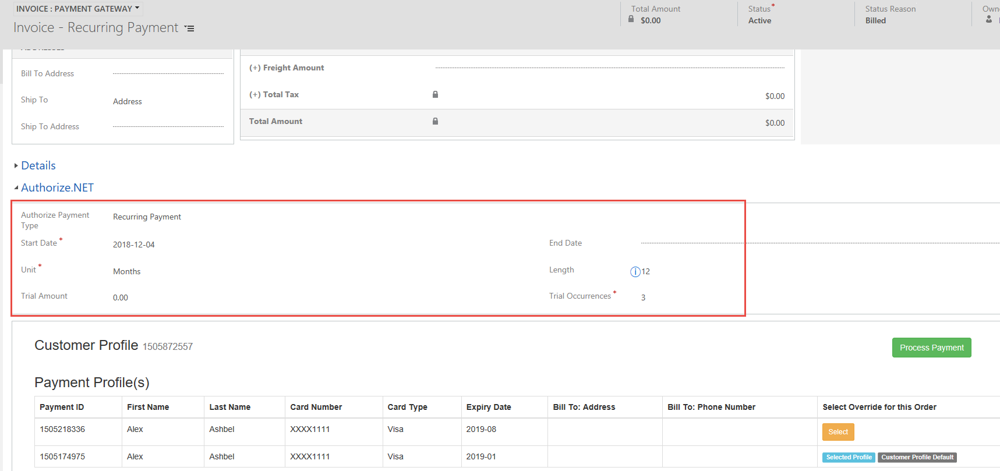 INVOICE : PAYMENT GATEWAY
Invoice - Recurring Payment
Total Amount
$0.00
Status*
Active
Status Reason
Billed
Bill To Address
Ship To
Address
Ship To Address
(+) Freight Amount
(+) Total Tax
$0.00
Total Amount
$0.00
Details
Authorize.NET
Authorize Payment
Type
Recurring Payment
Start Date *
2018-12-04
End Date
Unit *
Months
Length
12
Trial Amount
0.00
Trial Occurrences *
3
Customer Profile 1505872557
Process Payment
Payment Profile(s)
Payment ID First Name Last Name Card Number Card Type Expiry Date Bill To: Address Bill To: Phone Number Select Override for this Order
1505218336 Alex Ashbel XXXX1111 Visa 2019-08 Select
1505174975 Alex Ashbel XXXX1111 Visa 2019-01 Selected Profile Customer Profile Default